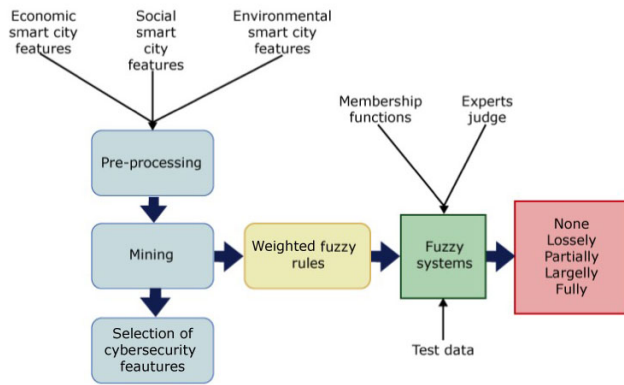 Economic
smart city
features
Social
smart
city
features
Environmental
smart city
features
Membership
functions
Experts
judge
Pre-processing
Mining
Weighted fuzzy
rules
Fuzzy
systems
None
Lossely
Partially
Largelly
Fully
Selection of
cybersecurity
feautures
Test data